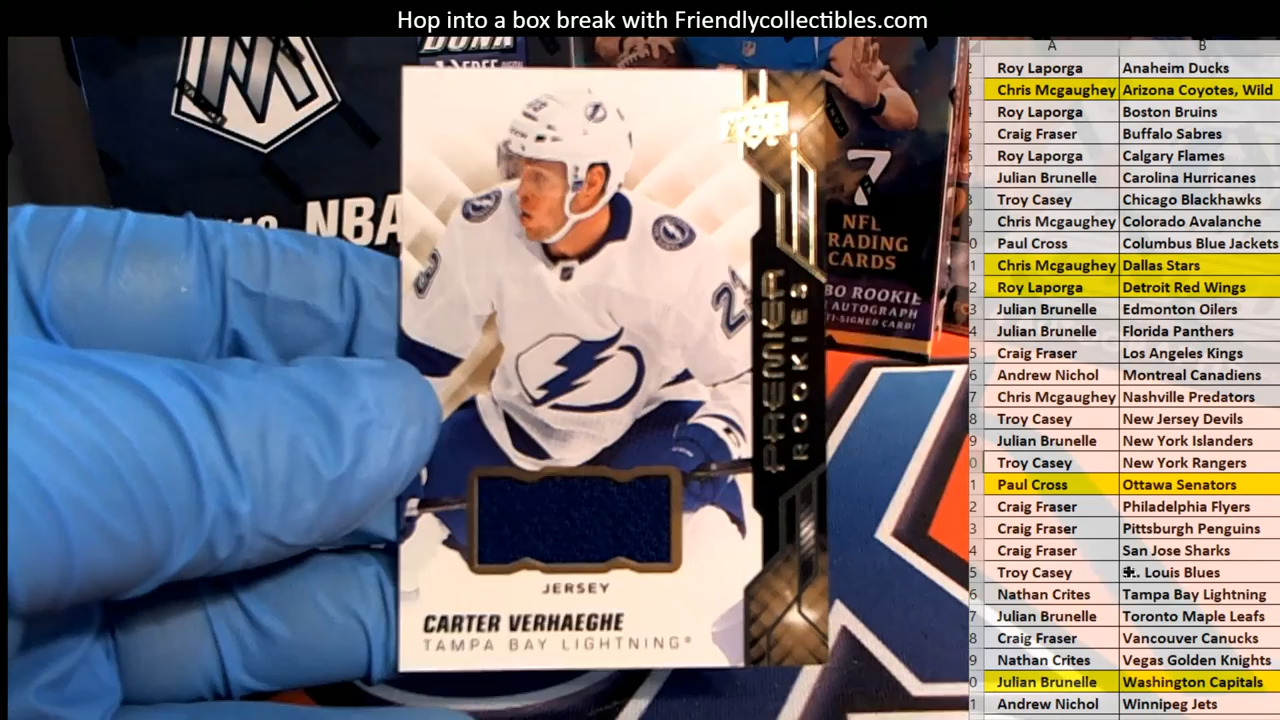 Hop into a box break with Friendlycollectibles.com
NBA
7
NFL
TRADING
CARDS
ROOKIE
AUTOGRAPH
PREMIER
ROOKIES
23
JERSEY
CARTER VERHAEGHE
TAMPA BAY LIGHTNING®
A B
Roy Laporga Anaheim Ducks
Chris Mcgaughey Arizona Coyotes, Wild
Roy Laporga Boston Bruins
Craig Fraser Buffalo Sabres
Roy Laporga Calgary Flames
Julian Brunelle Carolina Hurricanes
Troy Casey Chicago Blackhawks
Chris Mcgaughey Colorado Avalanche
Paul Cross Columbus Blue Jackets
Chris Mcgaughey Dallas Stars
Roy Laporga Detroit Red Wings
Julian Brunelle Edmonton Oilers
Julian Brunelle Florida Panthers
Craig Fraser Los Angeles Kings
Andrew Nichol Montreal Canadiens
Chris Mcgaughey Nashville Predators
Troy Casey New Jersey Devils
Julian Brunelle New York Islanders
Troy Casey New York Rangers
Paul Cross Ottawa Senators
Craig Fraser Philadelphia Flyers
Craig Fraser Pittsburgh Penguins
Craig Fraser San Jose Sharks
Troy Casey St. Louis Blues
Nathan Crites Tampa Bay Lightning
Julian Brunelle Toronto Maple Leafs
Craig Fraser Vancouver Canucks
Nathan Crites Vegas Golden Knights
Julian Brunelle Washington Capitals
Andrew Nichol Winnipeg Jets